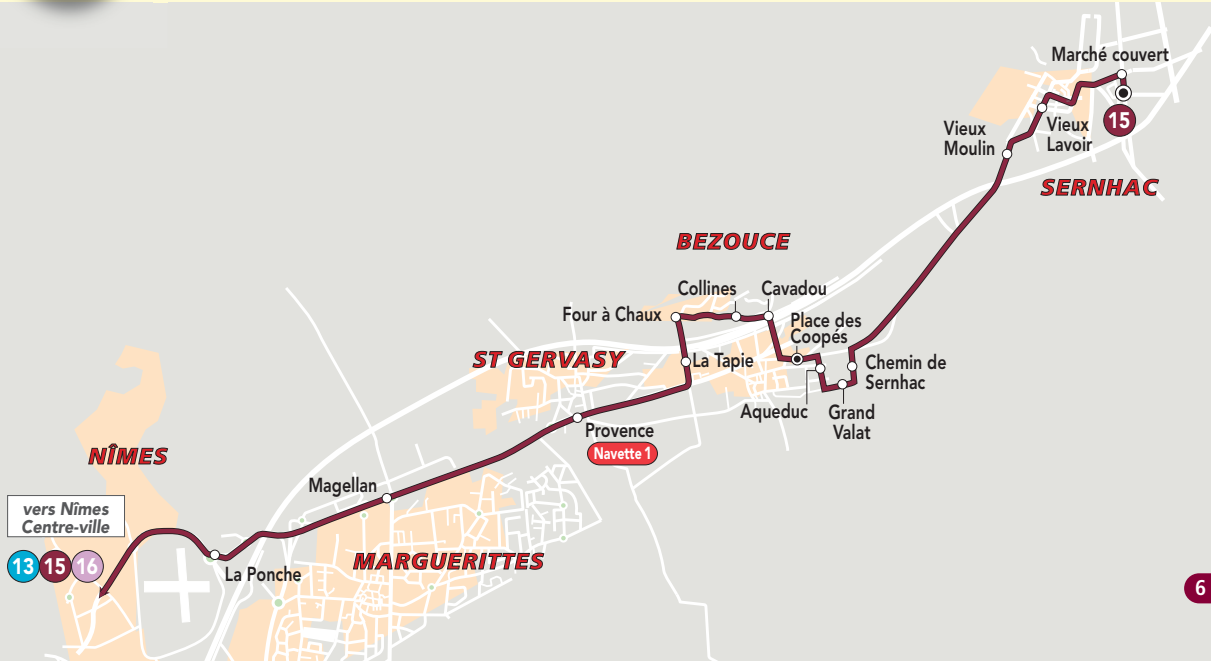 Marché couvert
15
Vieux
Lavoir
Vieux
Moulin
SERNHAC
BEZOUCE
Collines
Cavadou
Four à Chaux
Place des
Coopés
La Tapie
Chemin de
Sernhac
ST GERVASY
Aqueduc
Grand
Valat
Provence
Navette 1
NÎMES
Magellan
vers Nîmes
Centre-ville
13 15 16
La Ponche
MARGUERITTES
6